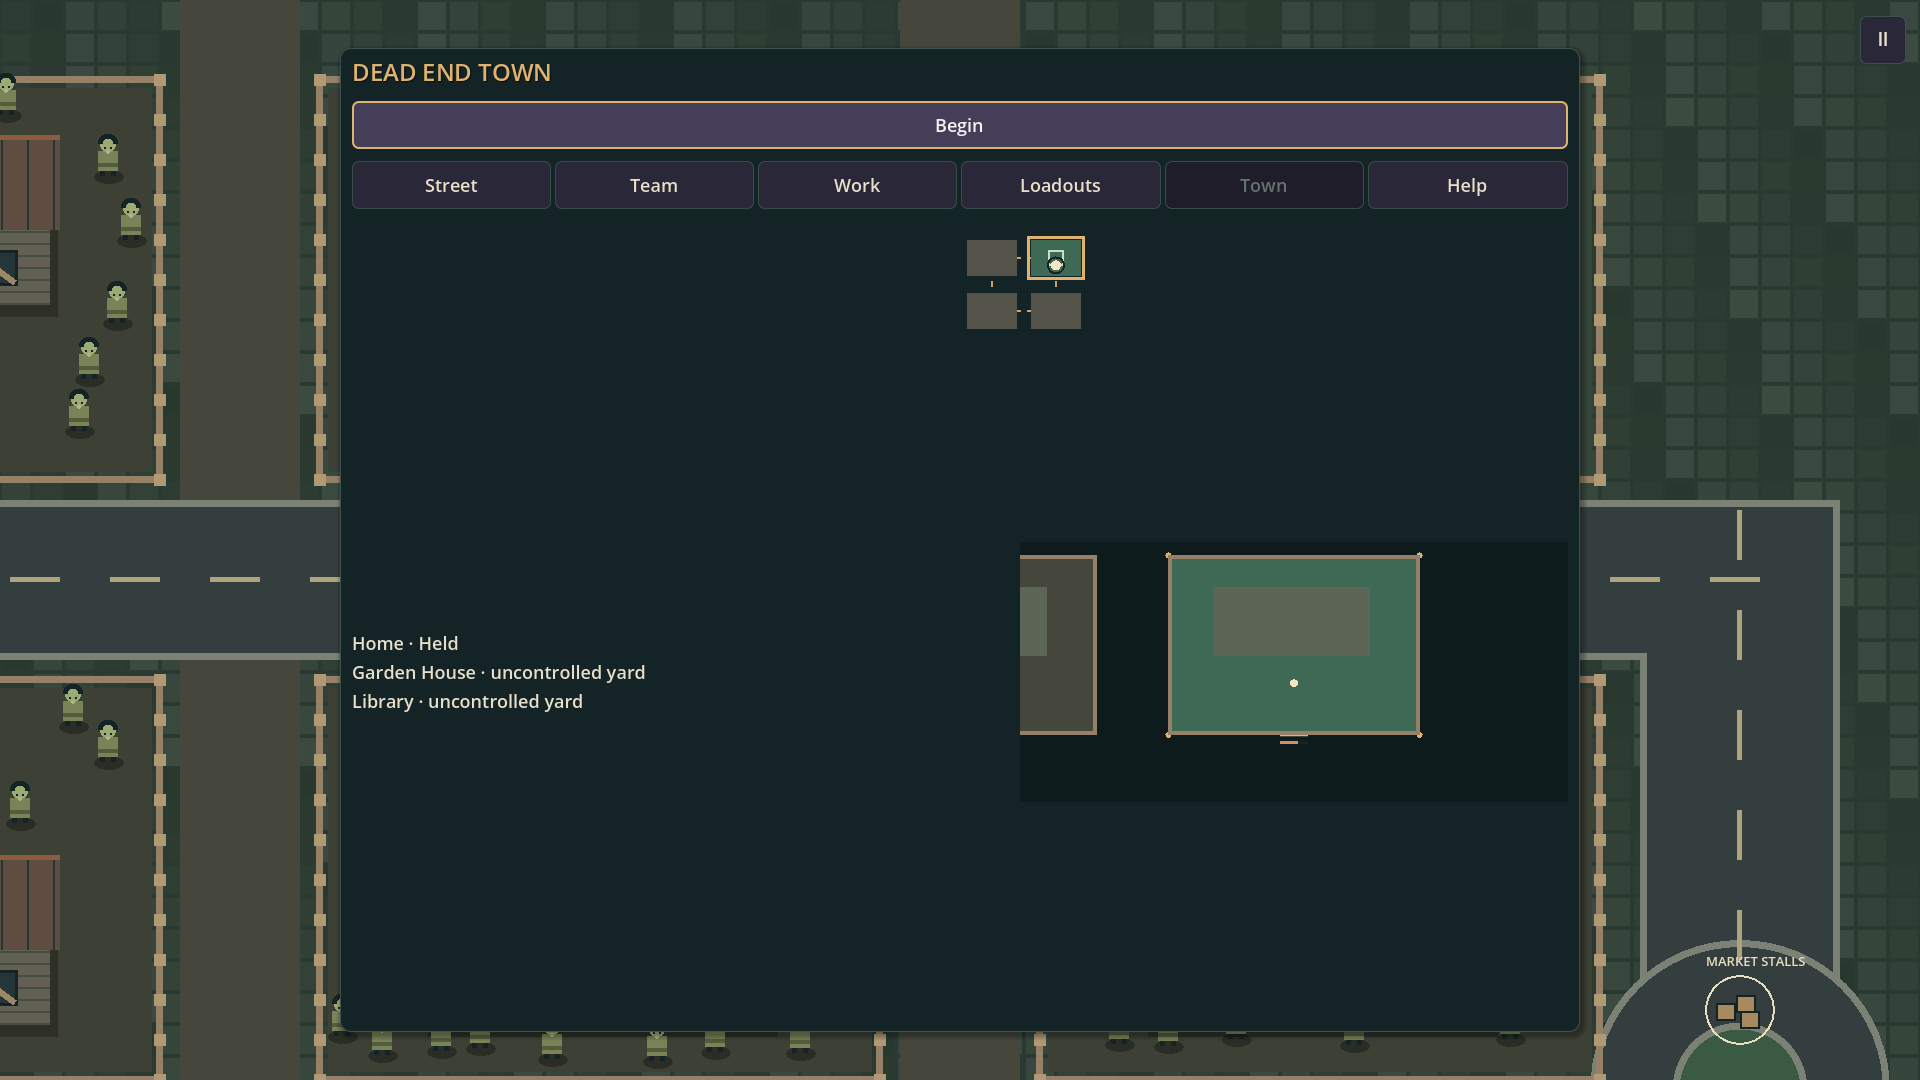 DEAD END TOWN
Begin
Street
Team
Work
Loadouts
Town
Help
Home · Held
Garden House · uncontrolled yard
Library · uncontrolled yard
MARKET STALLS